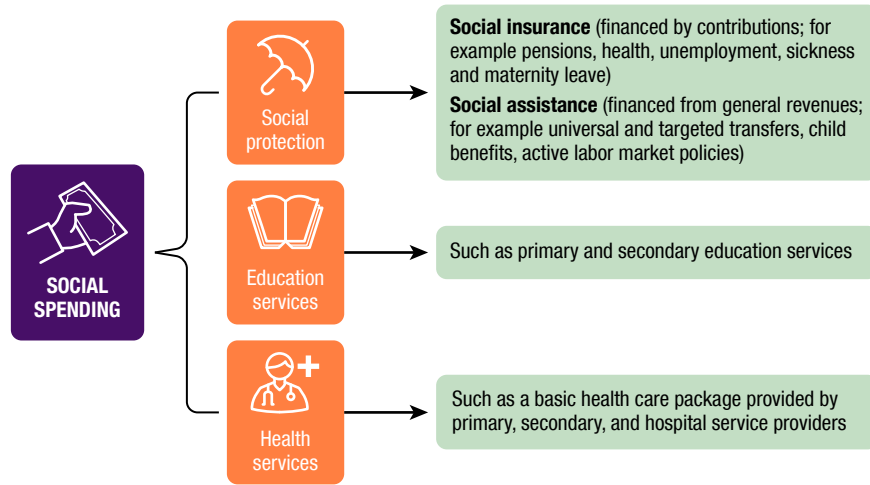 SOCIAL
SPENDING
Social
protection
Social insurance (financed by contributions; for
example pensions, health, unemployment, sickness
and maternity leave)
Social assistance (financed from general revenues;
for example universal and targeted transfers, child
benefits, active labor market policies)
Education
services
Such as primary and secondary education services
Health
services
Such as a basic health care package provided by
primary, secondary, and hospital service providers